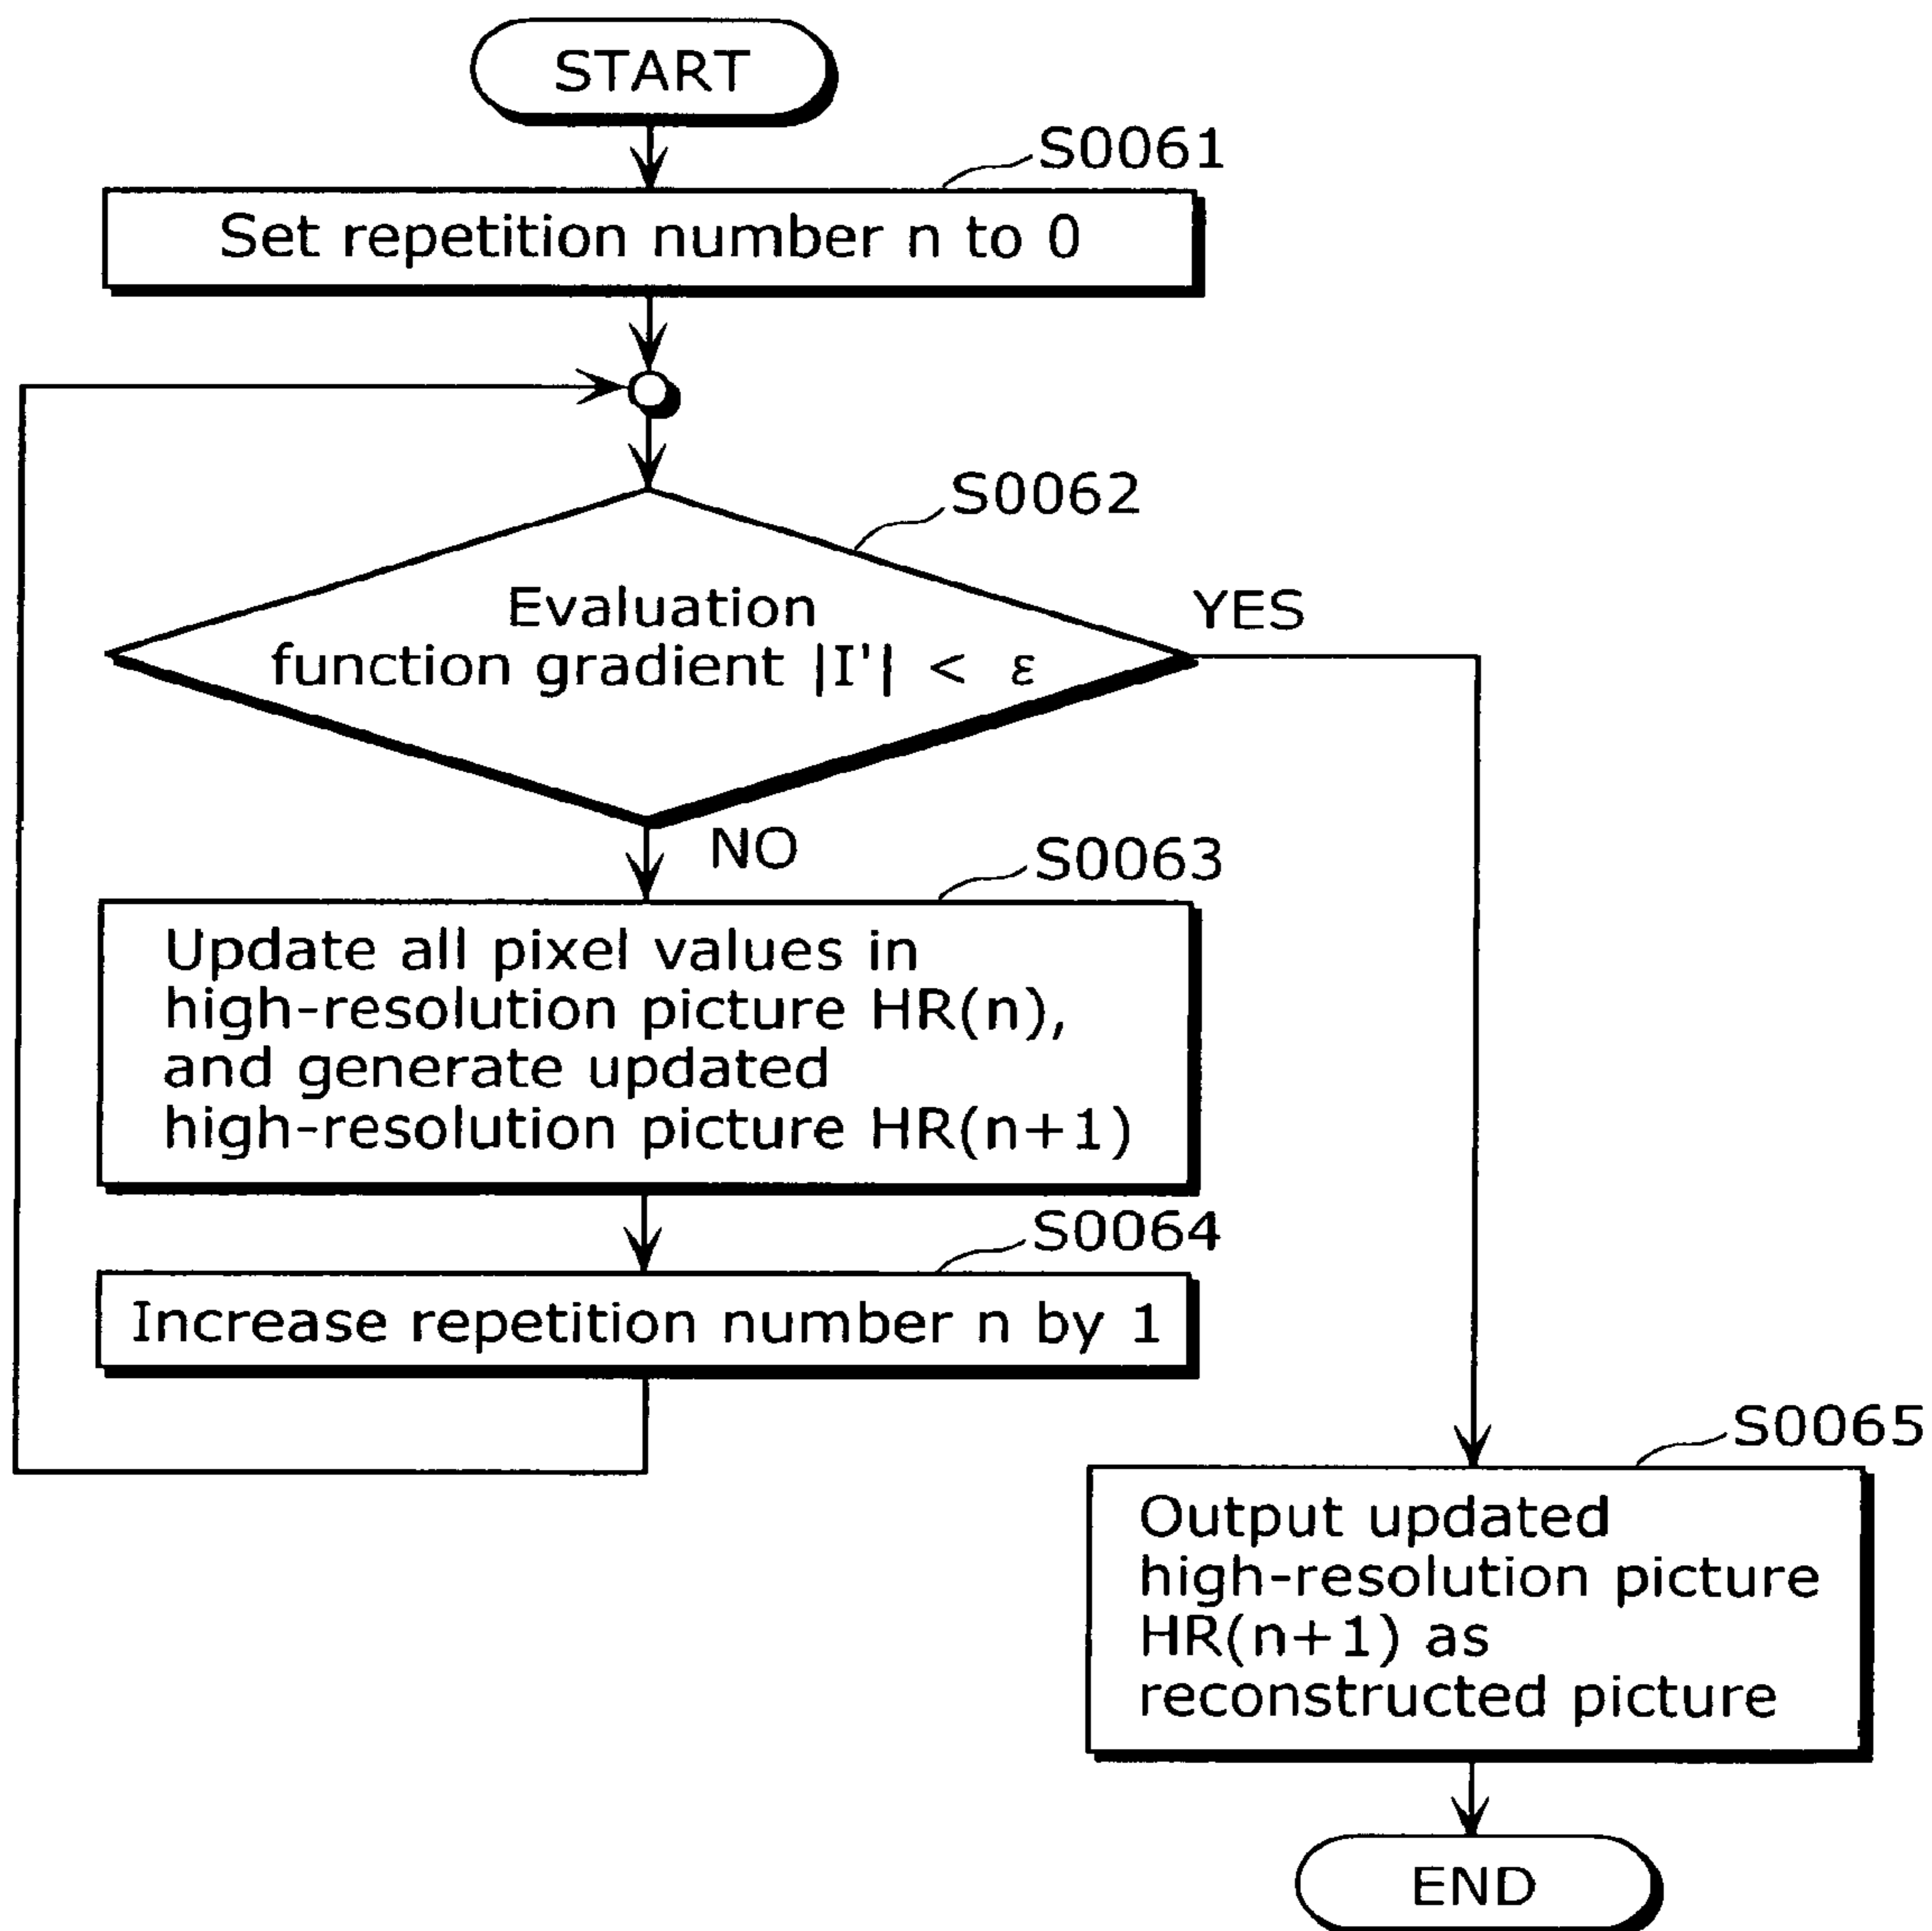 START
S0061
Set repetition number n to 0
S0062
Evaluation
function gradient |I'| < ε
YES
NO
S0063
Update all pixel values in
high-resolution picture HR(n),
and generate updated
high-resolution picture HR(n+1)
S0064
Increase repetition number n by 1
S0065
Output updated
high-resolution picture
HR(n+1) as
reconstructed picture
END